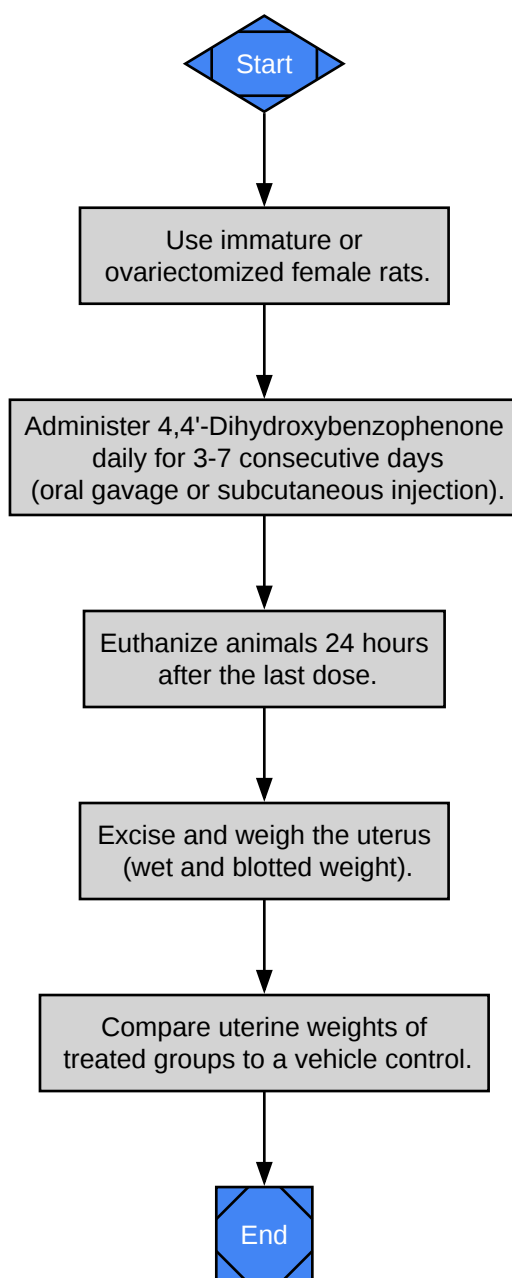 Start
Use immature or
ovariectomized female rats.
Administer 4,4'-Dihydroxybenzophenone
daily for 3-7 consecutive days
(oral gavage or subcutaneous injection).
Euthanize animals 24 hours
after the last dose.
Excise and weigh the uterus
(wet and blotted weight).
Compare uterine weights of
treated groups to a vehicle control.
End